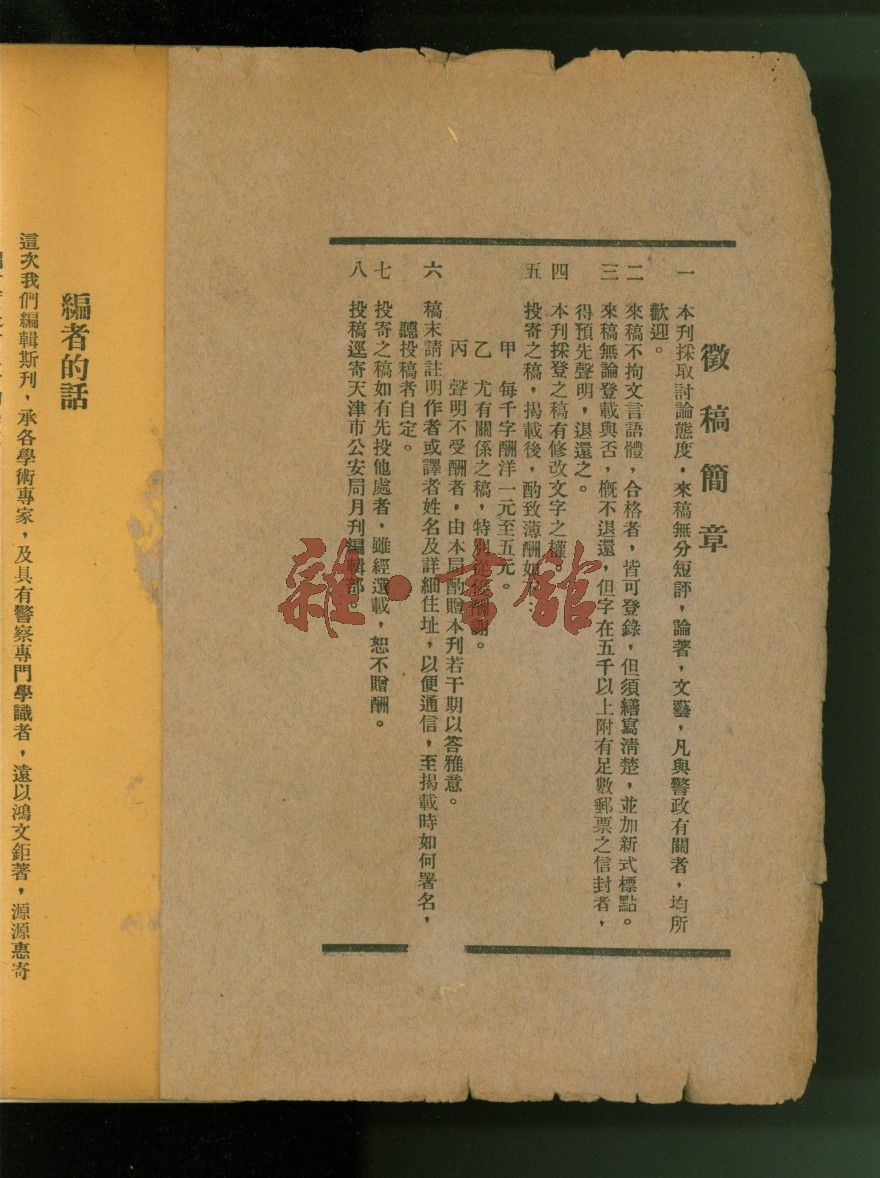 徵稿簡章
一 本刊採取討論態度，來稿無分短評，論著，文藝，凡與警政有關者，均所
歡迎。
二 來稿不拘文言語體，合格者，皆可登錄，但須繕寫清楚，並加新式標點。
三 來稿無論登載與否，概不退還，但字在五千以上附有足數郵票之信封者，
得預先聲明，退還之。
四 本刊採登之稿有修改文字之權。
五 投寄之稿，揭載後，酌致薄酬如
甲 每千字酬洋一元至五元。
乙 尤有關係之稿，特別從優酬謝。
丙 聲明不受酬者，由本局酌贈本刊若干期以答雅意。
六 稿末請註明作者或譯者姓名及詳細住址，以便通信，至揭載時如何署名，
聽投稿者自定。
七 投寄之稿如有先投他處者，雖經選載，恕不贈酬。
八 投稿逕寄天津市公安局月刊編輯部。
雜·書館
編者的話
這次我們編輯斯刊，承各學術專家，及具有警察專門學識者，遠以鴻文鉅著，源源惠寄